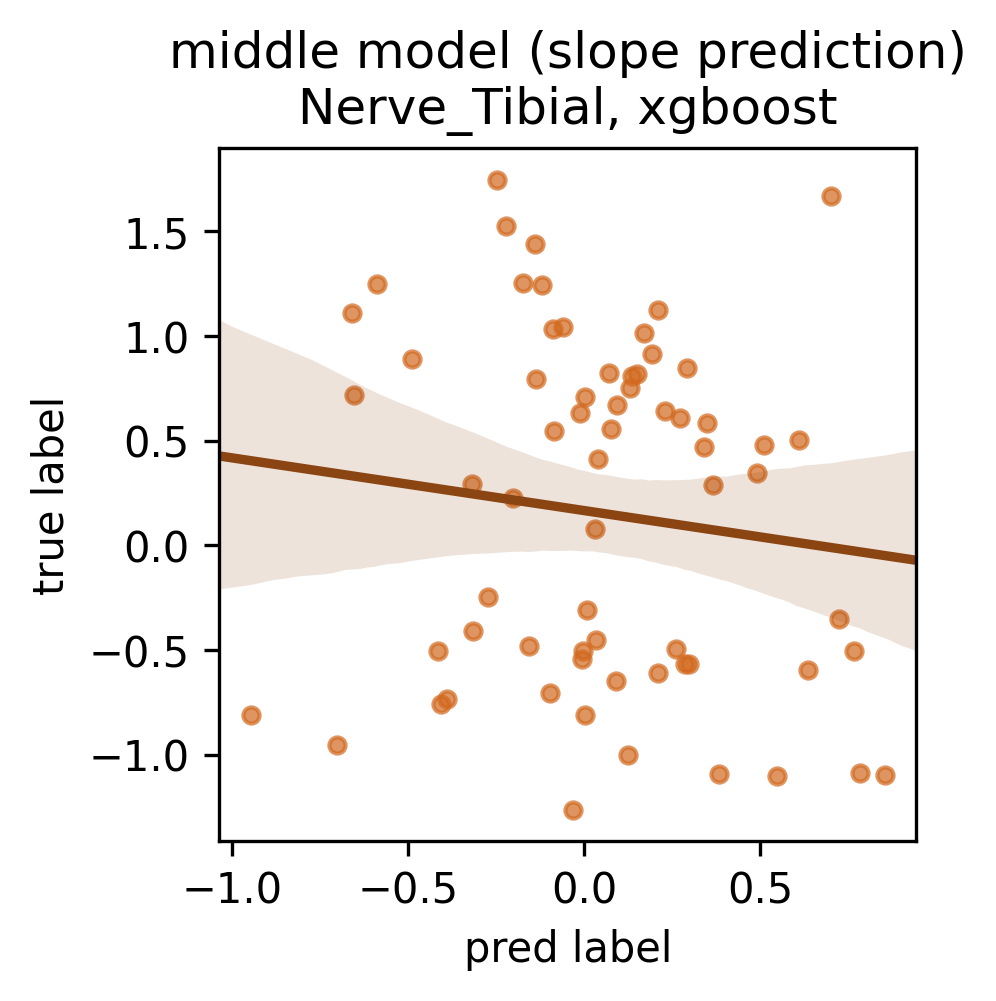 middle model (slope prediction)
Nerve_Tibial, xgboost
1.5
1.0
0.5
0.0
−0.5
−1.0
true label
−1.0 −0.5 0.0 0.5
pred label